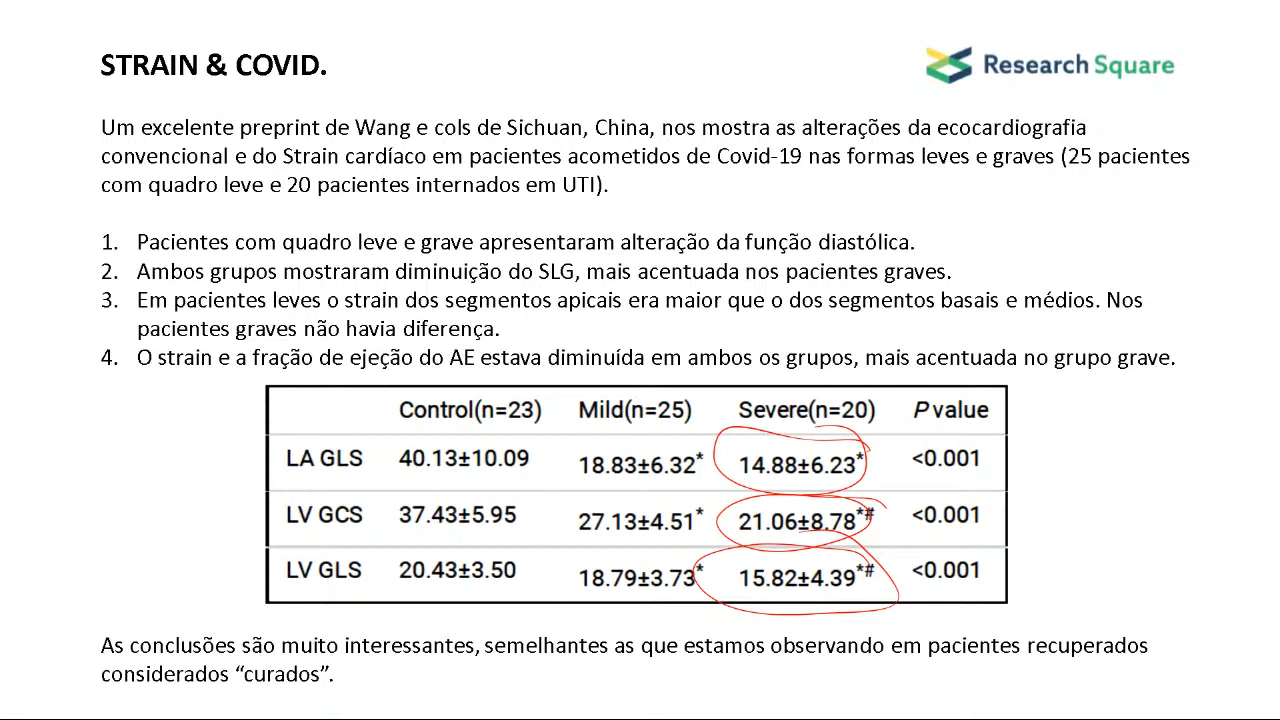 STRAIN & COVID.
Research Square
Um excelente preprint de Wang e cols de Sichuan, China, nos mostra as alterações da ecocardiografia
convencional e do Strain cardíaco em pacientes acometidos de Covid-19 nas formas leves e graves (25 pacientes
com quadro leve e 20 pacientes internados em UTI).
1. Pacientes com quadro leve e grave apresentaram alteração da função diastólica.
2. Ambos grupos mostraram diminuição do SLG, mais acentuada nos pacientes graves.
3. Em pacientes leves o strain dos segmentos apicais era maior que o dos segmentos basais e médios. Nos
pacientes graves não havia diferença.
4. O strain e a fração de ejeção do AE estava diminuída em ambos os grupos, mais acentuada no grupo grave.
Control(n=23) Mild(n=25) Severe(n=20) P value
LA GLS 40.13±10.09 18.83±6.32* 14.88±6.23* <0.001
LV GCS 37.43±5.95 27.13±4.51* 21.06±8.78*# <0.001
LV GLS 20.43±3.50 18.79±3.73* 15.82±4.39*# <0.001
As conclusões são muito interessantes, semelhantes as que estamos observando em pacientes recuperados
considerados “curados”.